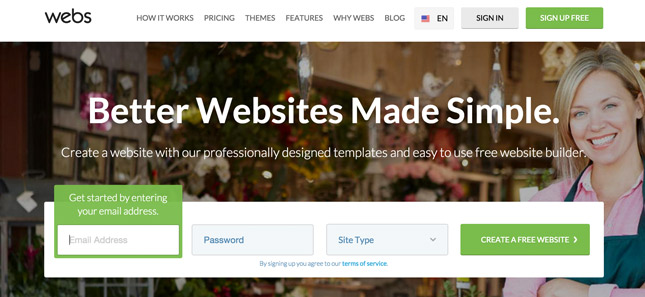 webs
HOW IT WORKS PRICING THEMES FEATURES WHY WEBS BLOG EN SIGN IN SIGN UP FREE
Better Websites Made Simple.
Create a website with our professionally designed templates and easy to use free website builder.
Get started by entering
your email address.
Email Address Password Site Type CREATE A FREE WEBSITE
By signing up you agree to our terms of service.